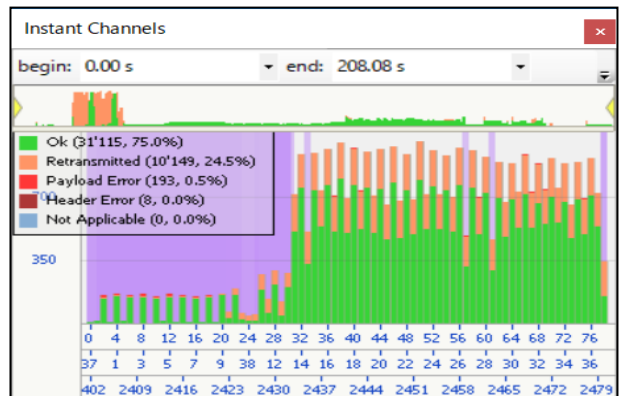 Instant Channels
begin: 0.00 s end: 208.08 s
Ok (31'115, 75.0%)
Retransmitted (10'149, 24.5%)
Payload Error (193, 0.5%)
Header Error (8, 0.0%)
Not Applicable (0, 0.0%)
350
0 4 8 12 16 20 24 28 32 36 40 44 48 52 56 60 64 68 72 76
37 1 3 5 7 9 38 12 14 16 18 20 22 24 26 28 30 32 34 36
402 2409 2416 2423 2430 2437 2444 2451 2458 2465 2472 2479